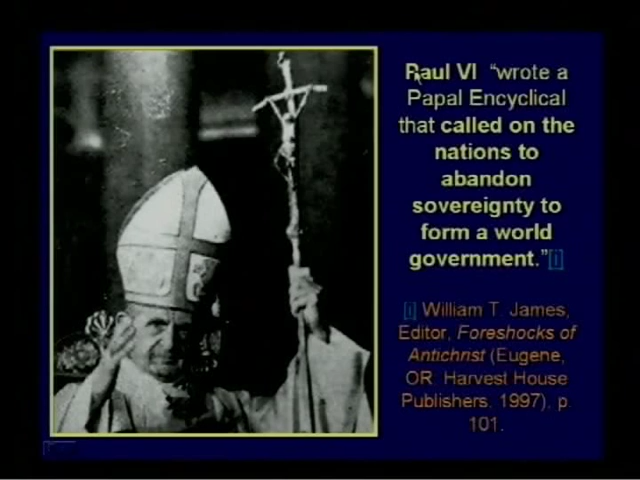 Paul VI "wrote a
Papal Encyclical
that called on the
nations to
abandon
sovereignty to
form a world
government."[i]
[i] William T. James,
Editor, Foreshocks of
Antichrist (Eugene,
OR: Harvest House
Publishers, 1997), p.
101.